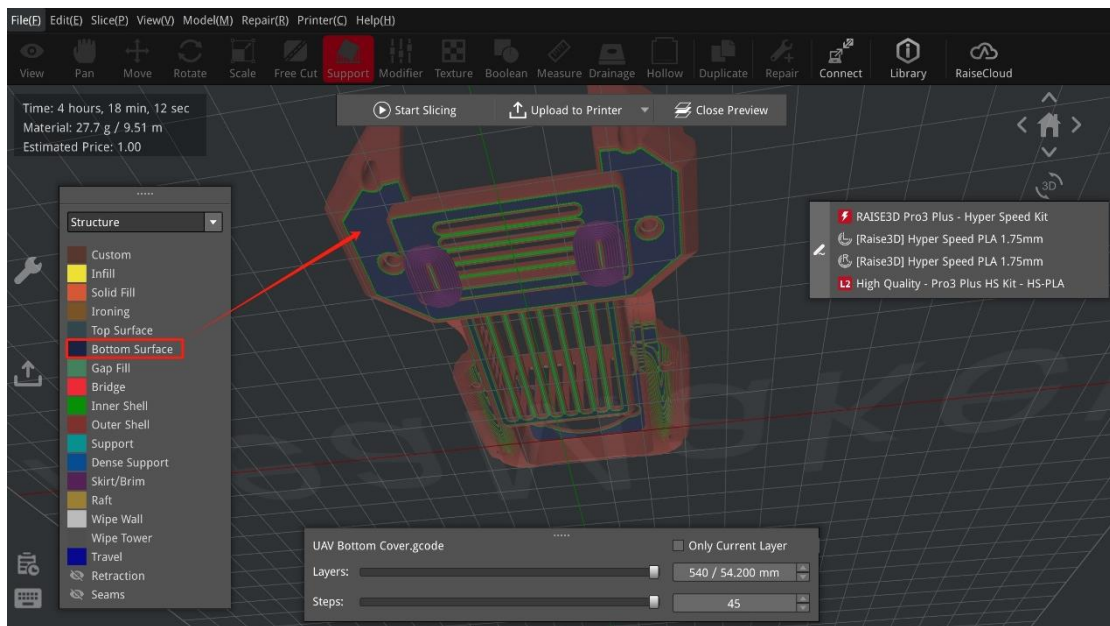 File(F) Edit(E) Slice(P) View(V) Model(M) Repair(R) Printer(C) Help(H)
View Pan Move Rotate Scale Free Cut Support Modifier Texture Boolean Measure Drainage Hollow Duplicate Repair Connect Library RaiseCloud
Time: 4 hours, 18 min, 12 sec
Material: 27.7 g / 9.51 m
Estimated Price: 1.00
Start Slicing Upload to Printer Close Preview
3D
Structure
Custom
Infill
Solid Fill
Ironing
Top Surface
Bottom Surface
Gap Fill
Bridge
Inner Shell
Outer Shell
Support
Dense Support
Skirt/Brim
Raft
Wipe Wall
Wipe Tower
Travel
Retraction
Seams
RAISE3D Pro3 Plus - Hyper Speed Kit
L [Raise3D] Hyper Speed PLA 1.75mm
R [Raise3D] Hyper Speed PLA 1.75mm
L2 High Quality - Pro3 Plus HS Kit - HS-PLA
UAV Bottom Cover.gcode Only Current Layer
Layers: 540 / 54.200 mm
Steps: 45